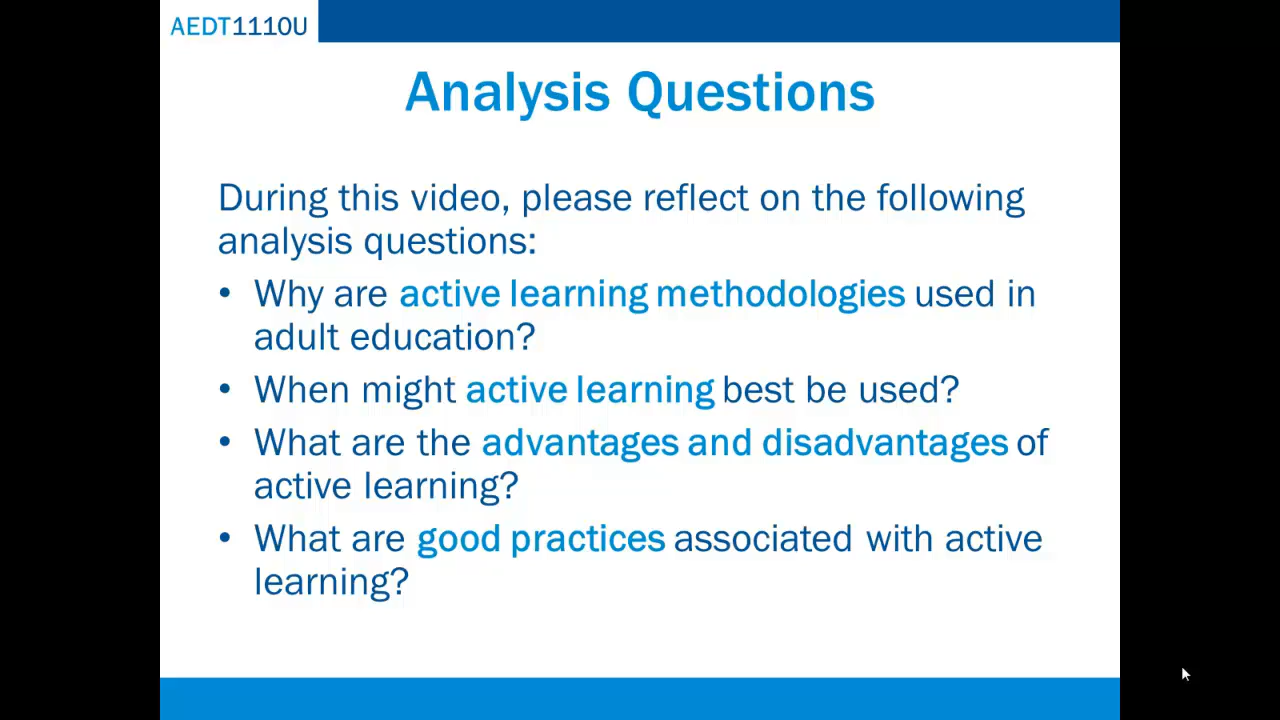 AEDT1110U
Analysis Questions
During this video, please reflect on the following
analysis questions:
• Why are active learning methodologies used in
adult education?
• When might active learning best be used?
• What are the advantages and disadvantages of
active learning?
• What are good practices associated with active
learning?